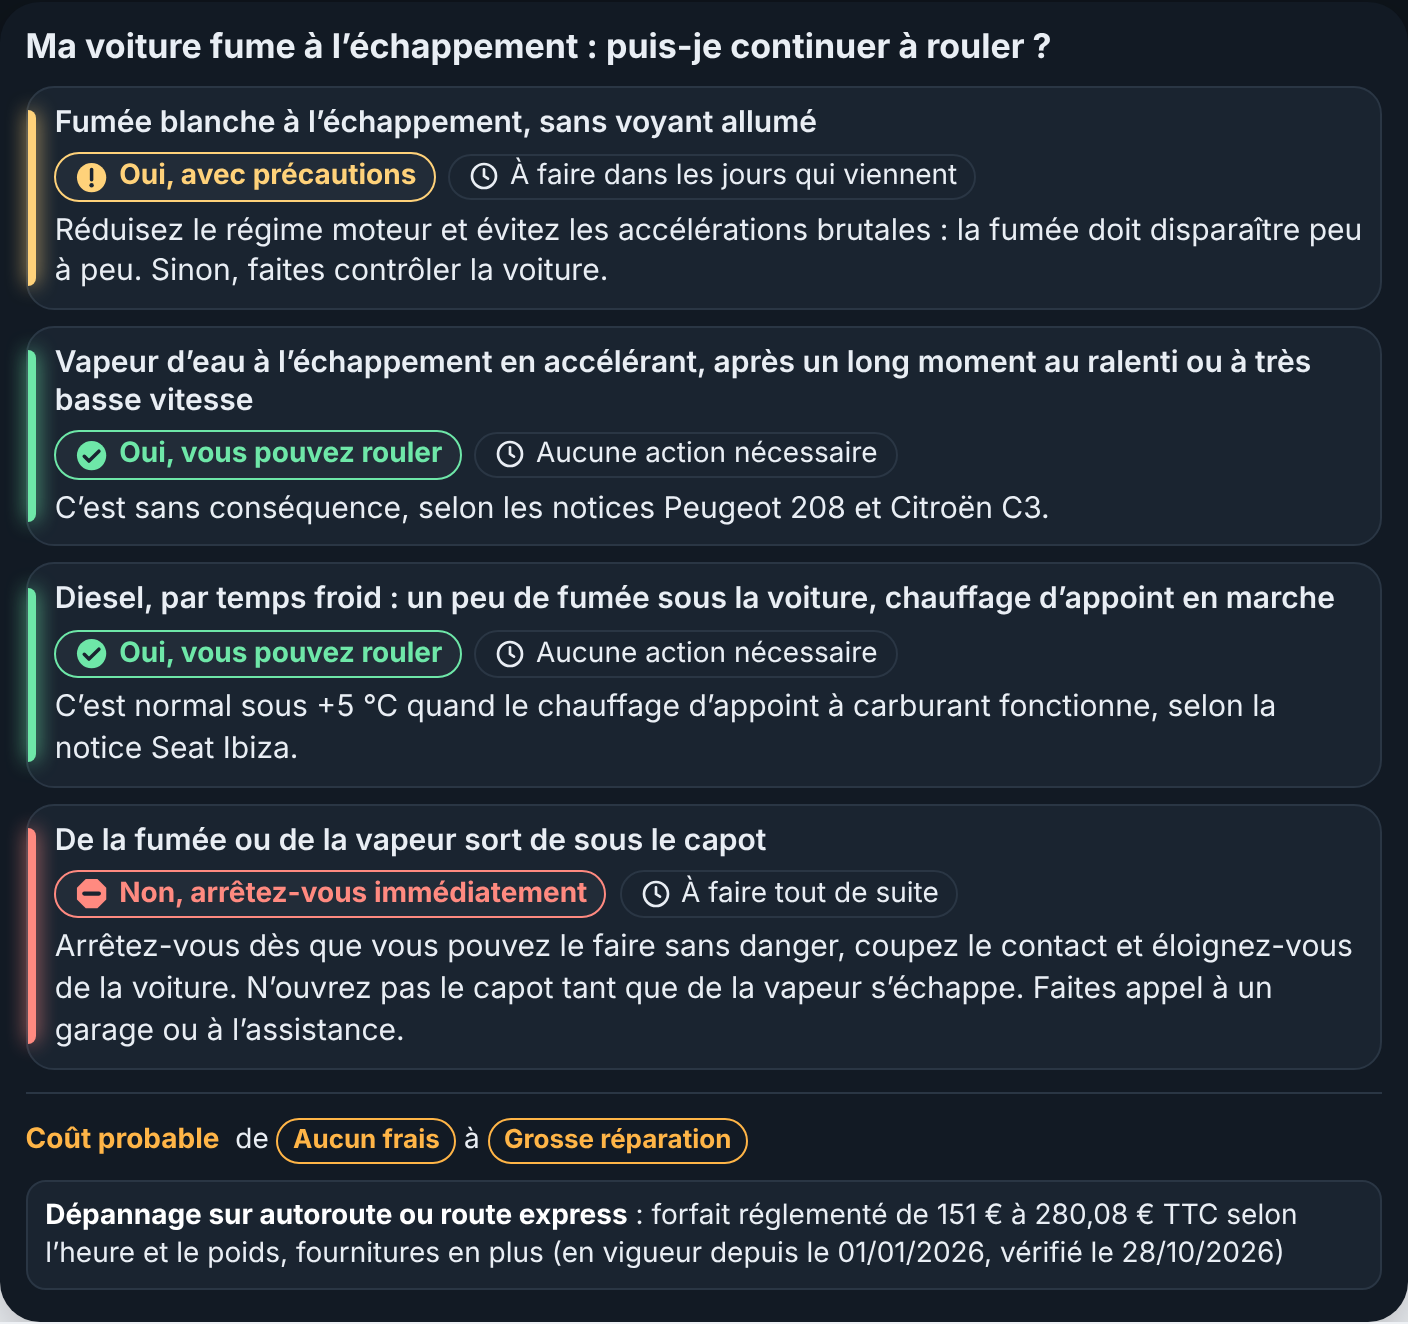 Ma voiture fume à l’échappement : puis-je continuer à rouler ?
Fumée blanche à l’échappement, sans voyant allumé
Oui, avec précautions
À faire dans les jours qui viennent
Réduisez le régime moteur et évitez les accélérations brutales : la fumée doit disparaître peu
à peu. Sinon, faites contrôler la voiture.
Vapeur d’eau à l’échappement en accélérant, après un long moment au ralenti ou à très
basse vitesse
Oui, vous pouvez rouler
Aucune action nécessaire
C’est sans conséquence, selon les notices Peugeot 208 et Citroën C3.
Diesel, par temps froid : un peu de fumée sous la voiture, chauffage d’appoint en marche
Oui, vous pouvez rouler
Aucune action nécessaire
C’est normal sous +5 °C quand le chauffage d’appoint à carburant fonctionne, selon la
notice Seat Ibiza.
De la fumée ou de la vapeur sort de sous le capot
Non, arrêtez-vous immédiatement
À faire tout de suite
Arrêtez-vous dès que vous pouvez le faire sans danger, coupez le contact et éloignez-vous
de la voiture. N’ouvrez pas le capot tant que de la vapeur s’échappe. Faites appel à un
garage ou à l’assistance.
Coût probable de Aucun frais à Grosse réparation
Dépannage sur autoroute ou route express : forfait réglementé de 151 € à 280,08 € TTC selon
l’heure et le poids, fournitures en plus (en vigueur depuis le 01/01/2026, vérifié le 28/10/2026)